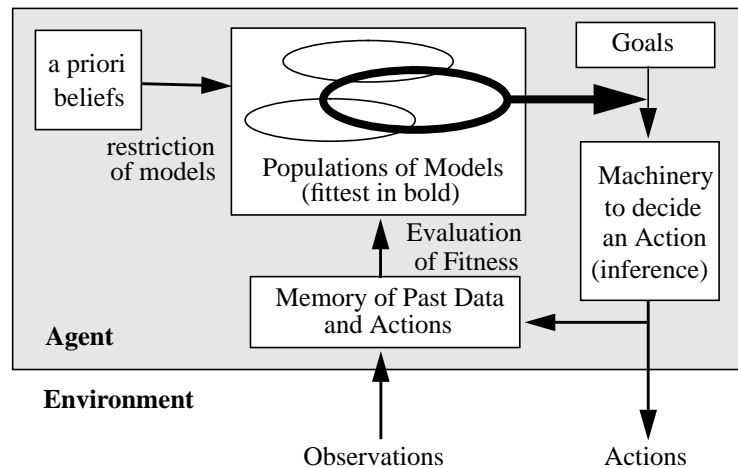 a priori
beliefs
restriction
of models
Populations of Models
(fittest in bold)
Goals
Machinery
to decide
an Action
(inference)
Evaluation
of Fitness
Memory of Past Data
and Actions
Agent
Environment
Observations
Actions